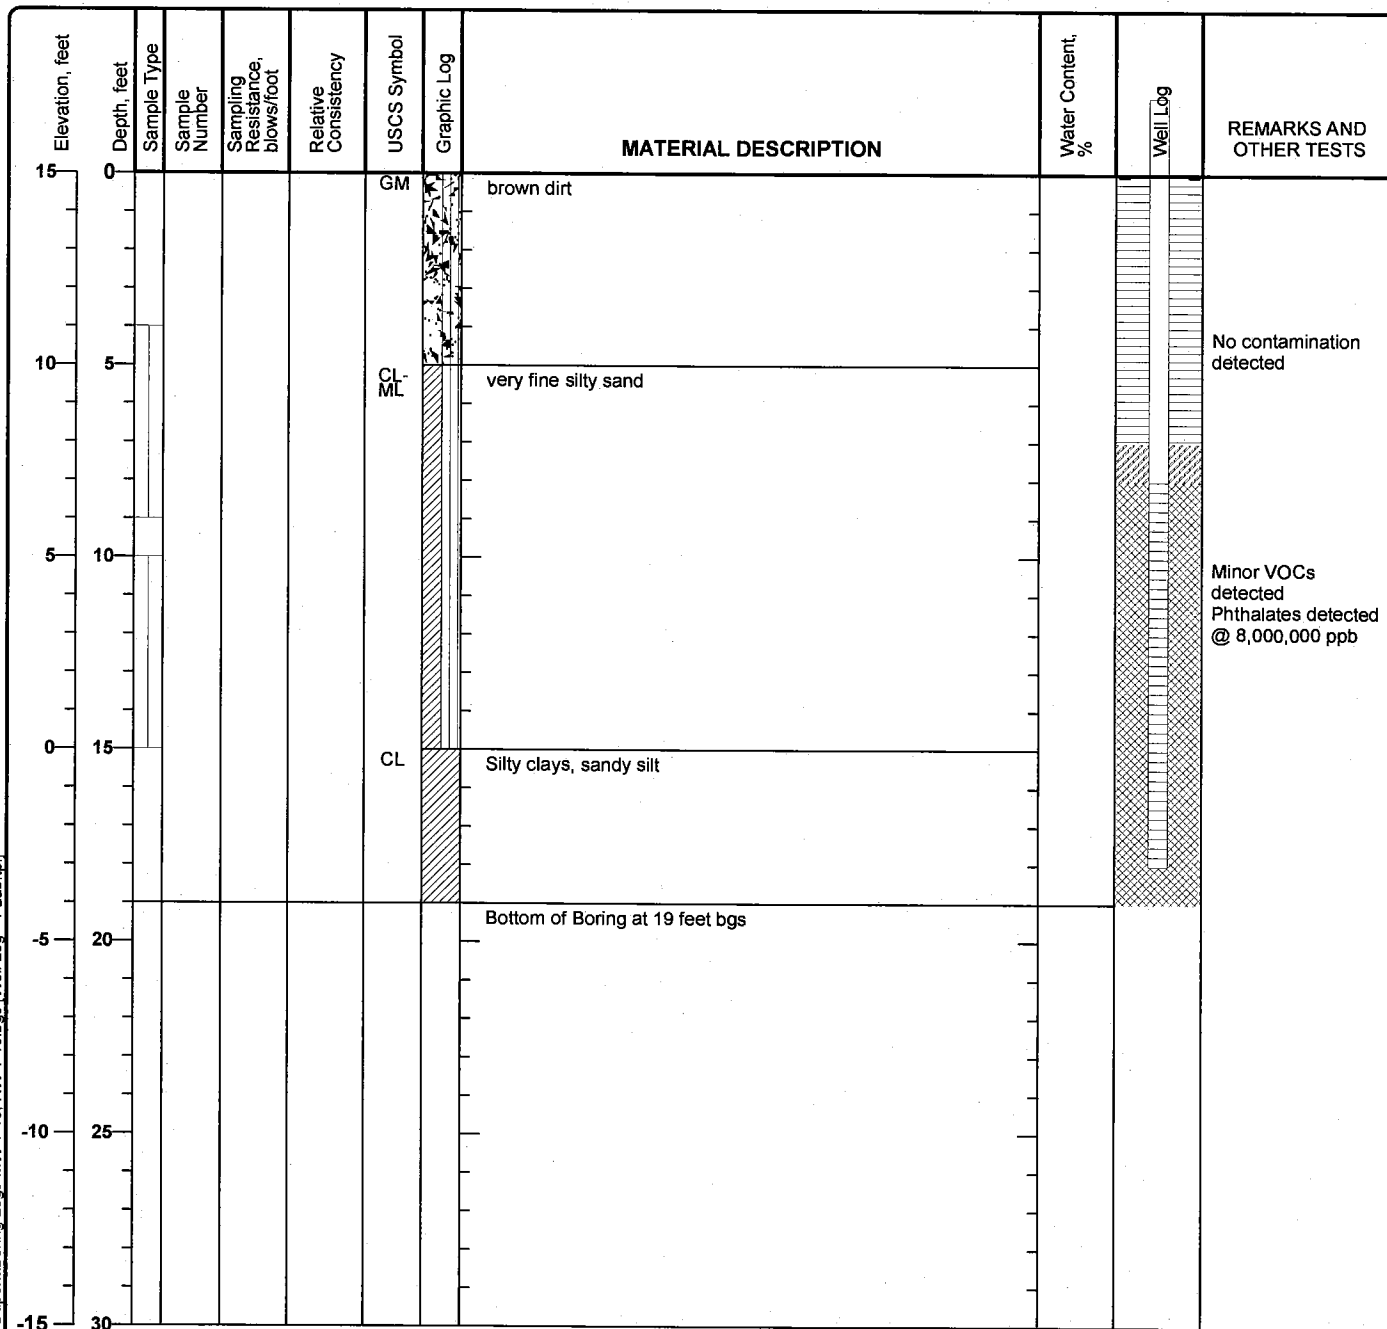 Elevation, feet
Depth, feet
Sample Type
Sample
Number
Sampling
Resistance,
blows/foot
Relative
Consistency
USCS Symbol
Graphic Log
MATERIAL DESCRIPTION
Water Content,
%
Well Log
REMARKS AND
OTHER TESTS
15 0
GM
brown dirt
No contamination
detected
10 5
CL-
ML
very fine silty sand
5 10
Minor VOCs
detected
Phthalates detected
@ 8,000,000 ppb
0 15
CL
Silty clays, sandy silt
Bottom of Boring at 19 feet bgs
-5 20
-10 25
-15 30